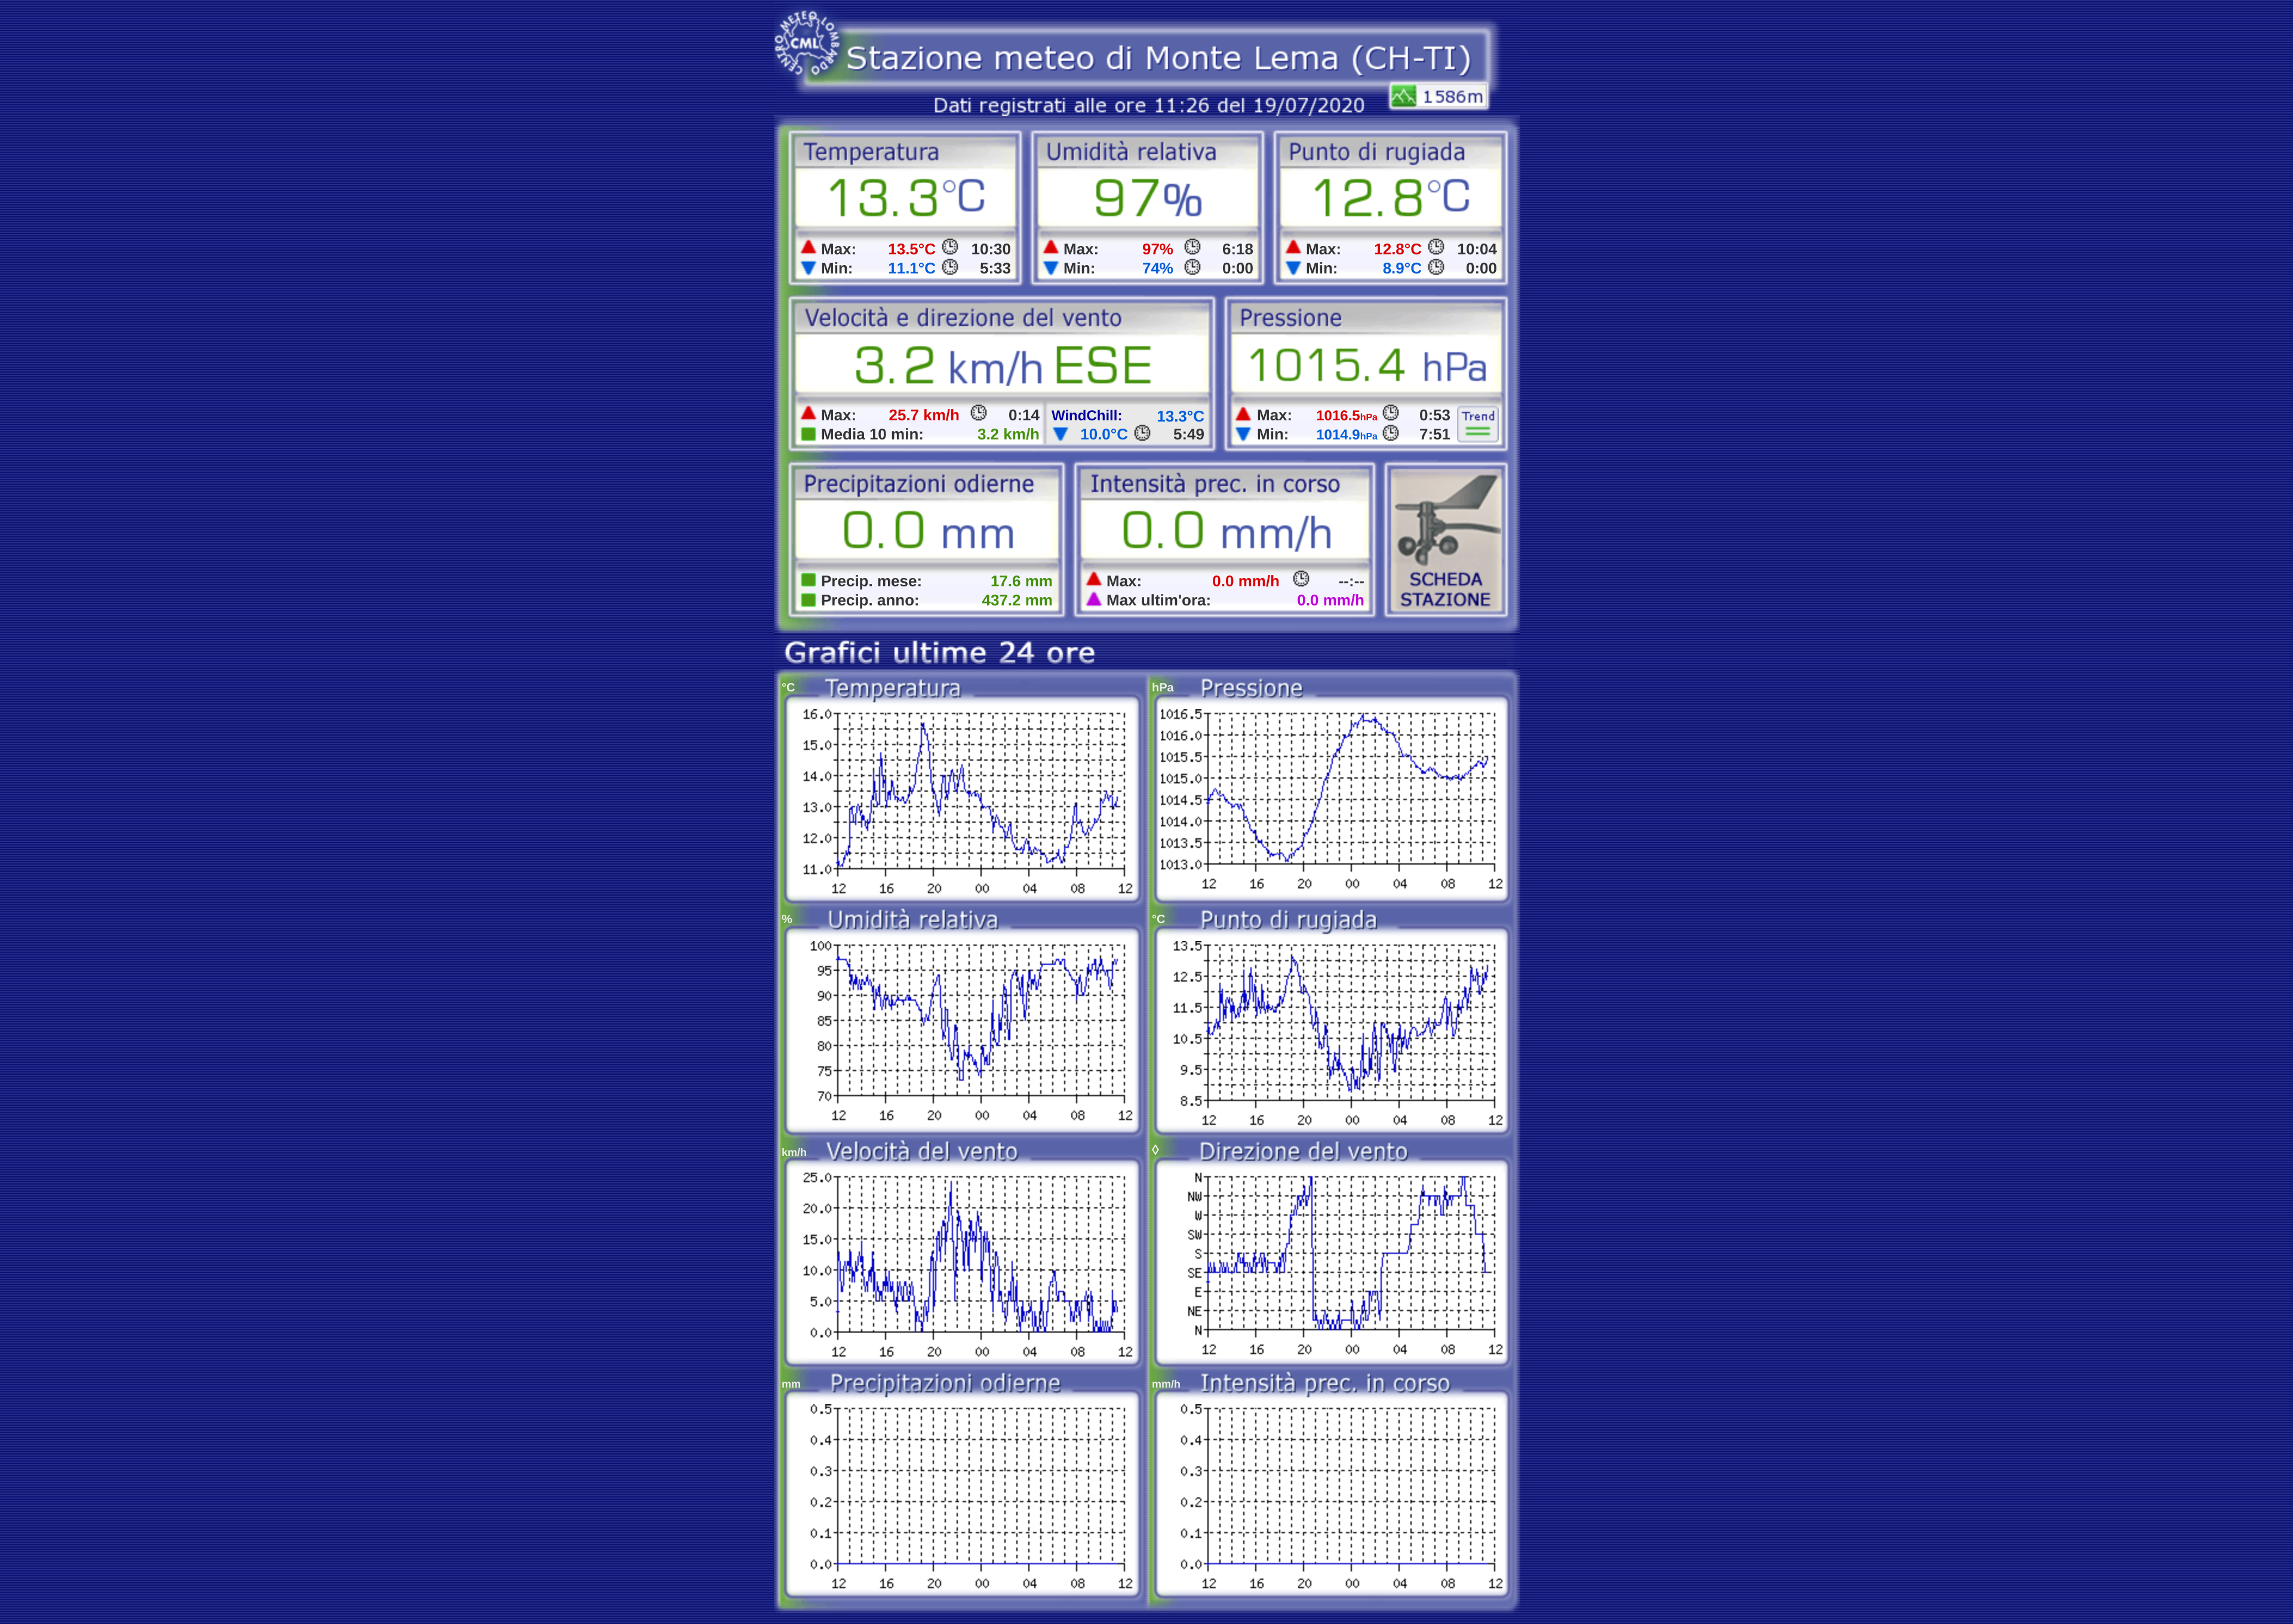 CENTRO METEO LOMBARDO
CML
Stazione meteo di Monte Lema (CH-TI)
1586m
Dati registrati alle ore 11:26 del 19/07/2020
Temperatura
13.3°C
Max: 13.5°C 10:30
Min: 11.1°C 5:33
Umidità relativa
97%
Max: 97% 6:18
Min: 74% 0:00
Punto di rugiada
12.8°C
Max: 12.8°C 10:04
Min: 8.9°C 0:00
Velocità e direzione del vento
3.2 km/h ESE
Max: 25.7 km/h 0:14
Media 10 min: 3.2 km/h
WindChill: 13.3°C
10.0°C 5:49
Pressione
1015.4 hPa
Max: 1016.5hPa 0:53
Min: 1014.9hPa 7:51
Trend
Precipitazioni odierne
0.0 mm
Precip. mese: 17.6 mm
Precip. anno: 437.2 mm
Intensità prec. in corso
0.0 mm/h
Max: 0.0 mm/h --:--
Max ultim'ora: 0.0 mm/h
SCHEDA
STAZIONE
Grafici ultime 24 ore
°C Temperatura
16.0
15.0
14.0
13.0
12.0
11.0
12 16 20 00 04 08 12
hPa Pressione
1016.5
1016.0
1015.5
1015.0
1014.5
1014.0
1013.5
1013.0
12 16 20 00 04 08 12
% Umidità relativa
100
95
90
85
80
75
70
12 16 20 00 04 08 12
°C Punto di rugiada
13.5
12.5
11.5
10.5
9.5
8.5
12 16 20 00 04 08 12
km/h Velocità del vento
25.0
20.0
15.0
10.0
5.0
0.0
12 16 20 00 04 08 12
◊ Direzione del vento
N
NW
W
SW
S
SE
E
NE
N
12 16 20 00 04 08 12
mm Precipitazioni odierne
0.5
0.4
0.3
0.2
0.1
0.0
12 16 20 00 04 08 12
mm/h Intensità prec. in corso
0.5
0.4
0.3
0.2
0.1
0.0
12 16 20 00 04 08 12